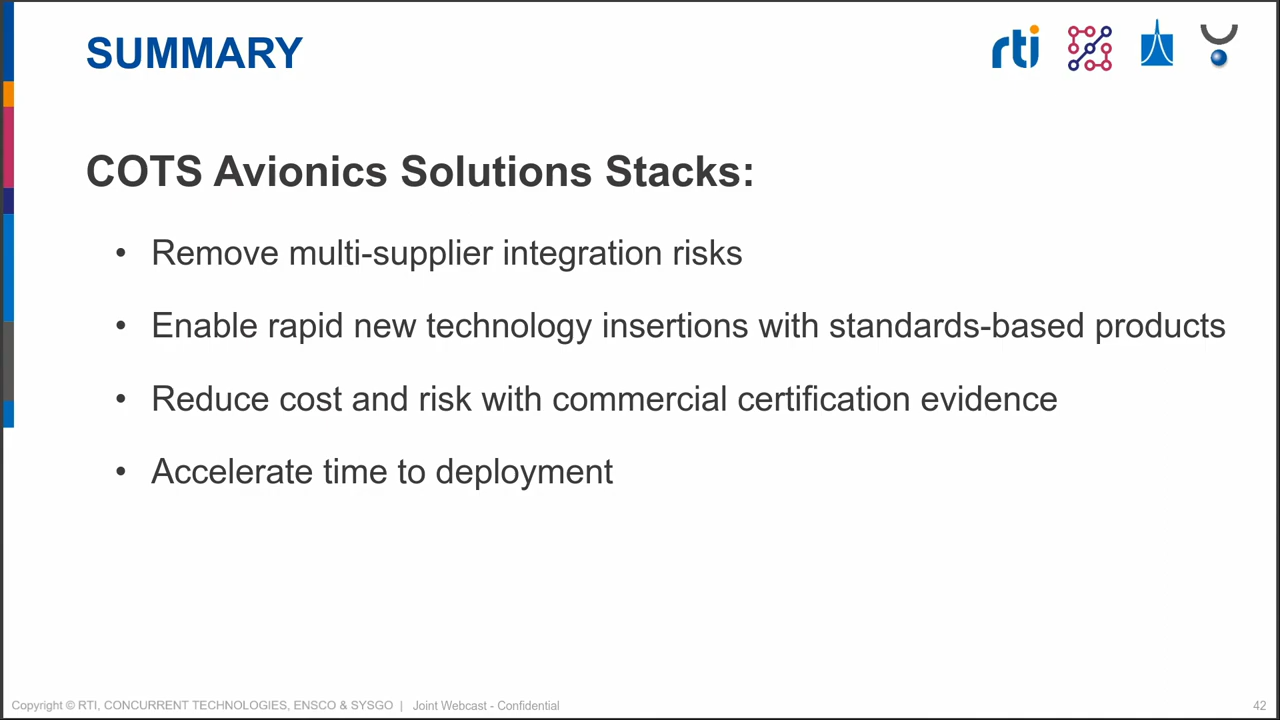 SUMMARY
rti
COTS Avionics Solutions Stacks:
• Remove multi-supplier integration risks
• Enable rapid new technology insertions with standards-based products
• Reduce cost and risk with commercial certification evidence
• Accelerate time to deployment
Copyright © RTI, CONCURRENT TECHNOLOGIES, ENSCO & SYSGO | Joint Webcast - Confidential
42